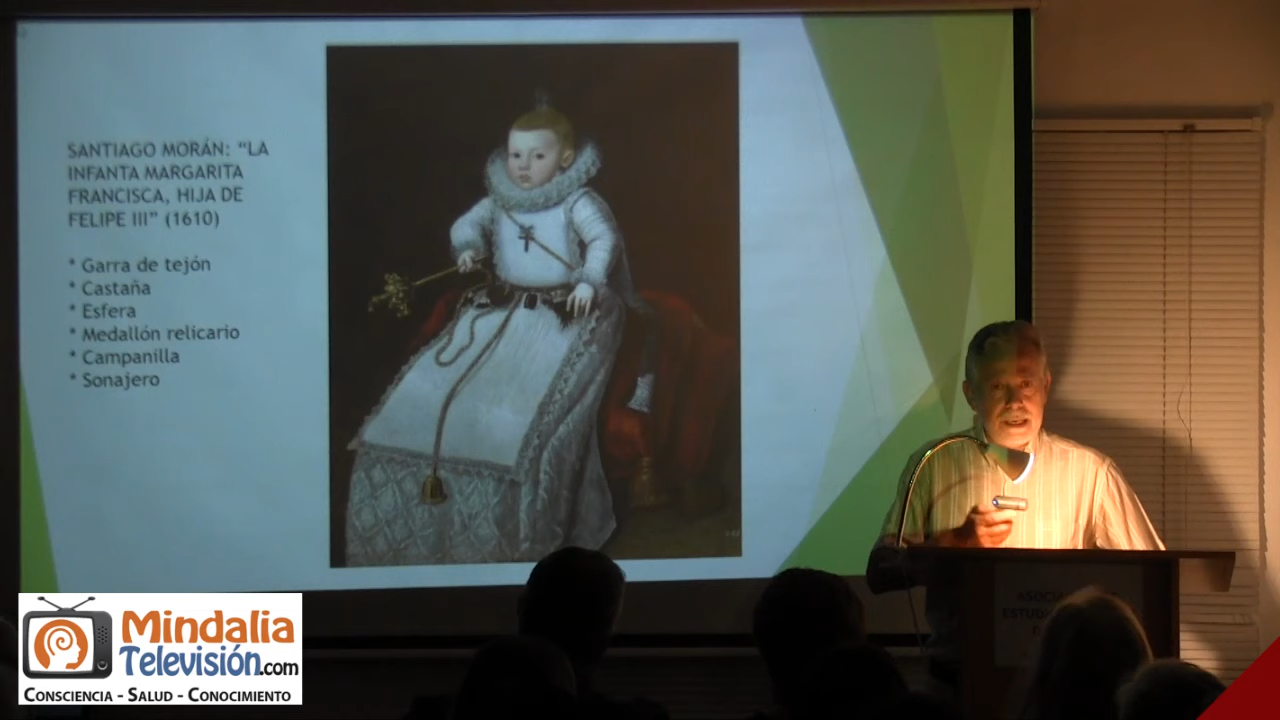 SANTIAGO MORÁN: “LA
INFANTA MARGARITA
FRANCISCA, HIJA DE
FELIPE III” (1610)
* Garra de tejón
* Castaña
* Esfera
* Medallón relicario
* Campanilla
* Sonajero
Mindalia
Televisión.com
CONSCIENCIA - SALUD - CONOCIMIENTO